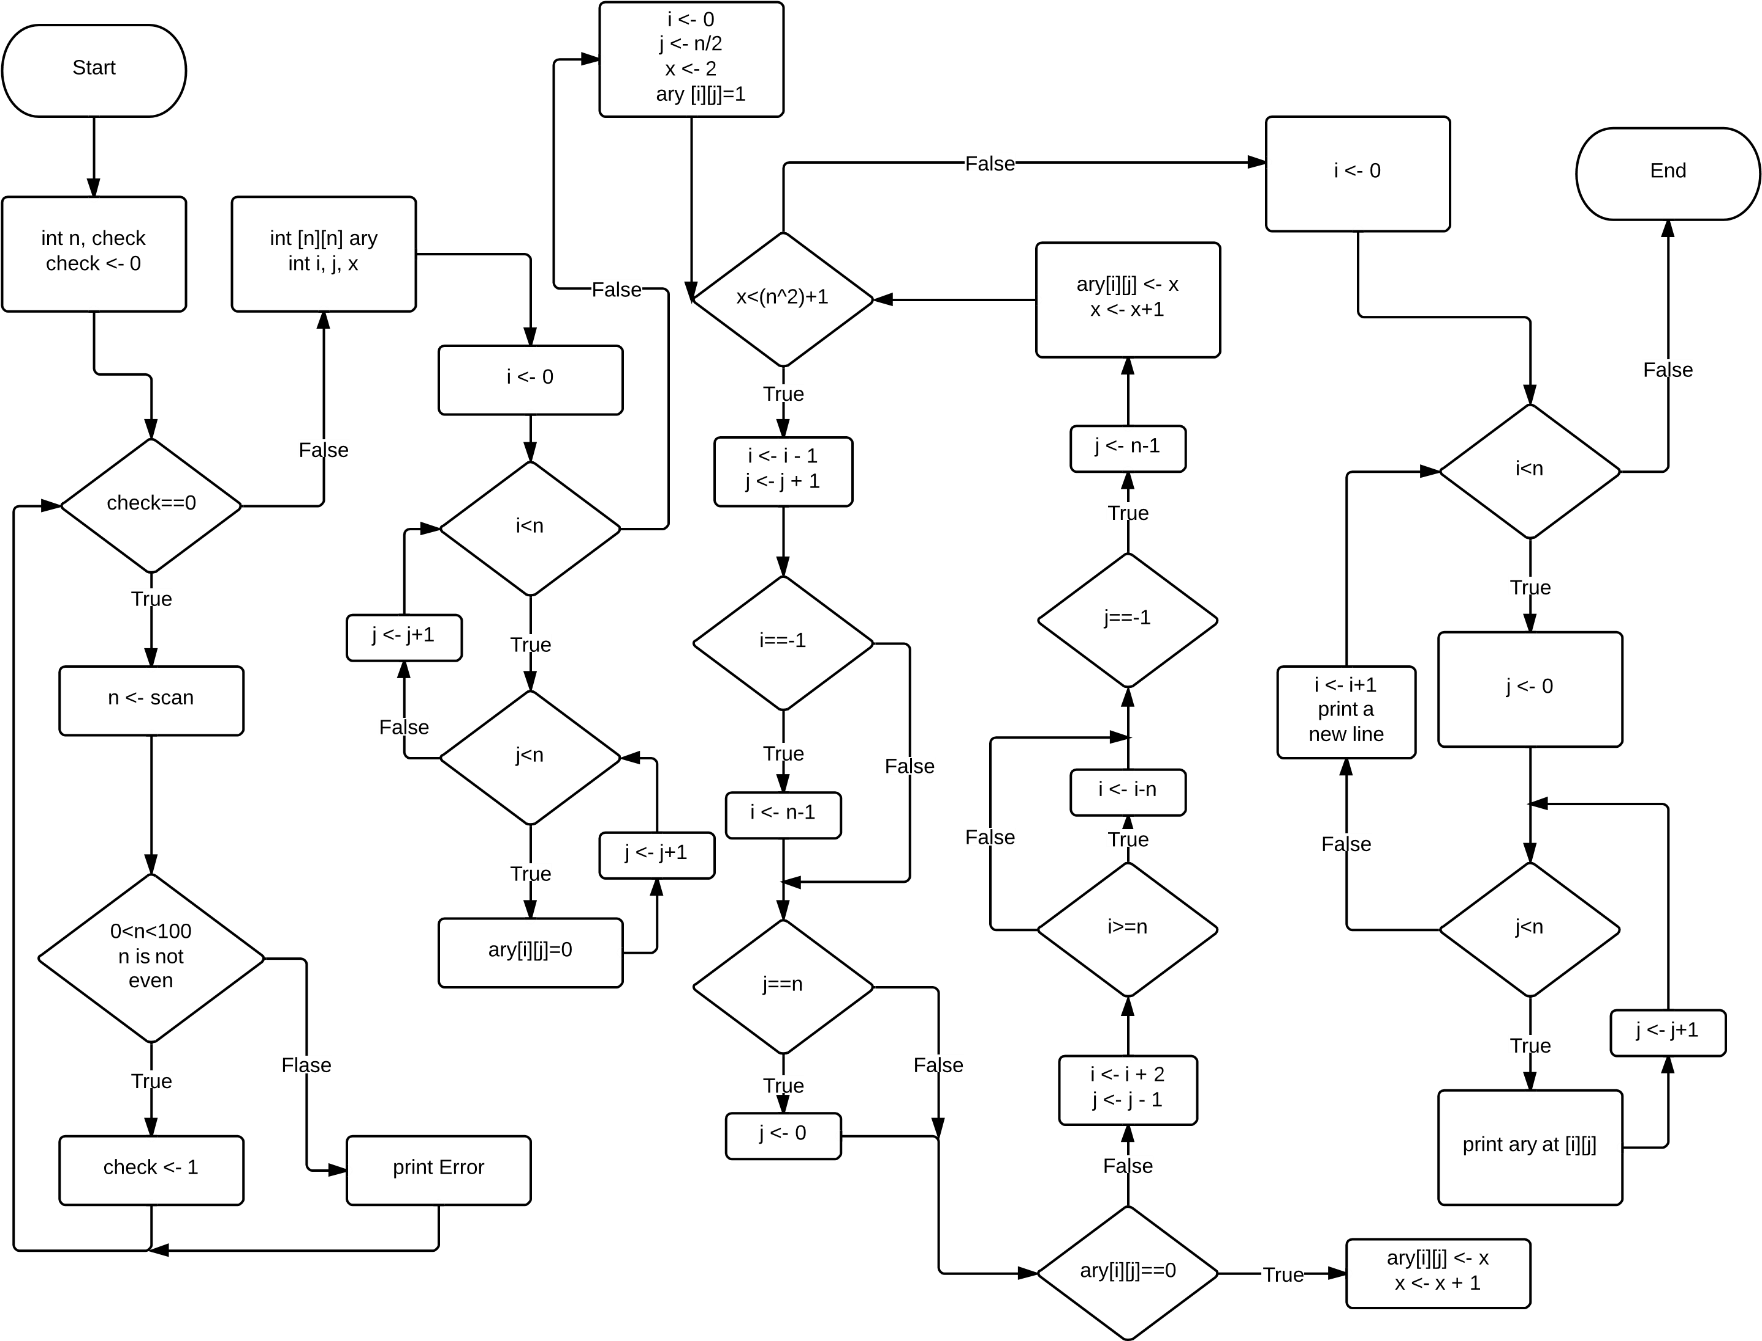 Start
int n, check
check <- 0
check==0
True
False
n <- scan
0<n<100
n is not
even
True
Flase
check <- 1
print Error
int [n][n] ary
int i, j, x
i <- 0
i<n
True
False
j <- j+1
j<n
True
False
j <- j+1
ary[i][j]=0
i <- 0
j <- n/2
x <- 2
ary [i][j]=1
x<(n^2)+1
False
True
i <- i - 1
j <- j + 1
i==-1
True
False
i <- n-1
j==n
True
False
j <- 0
ary[i][j]==0
True
False
ary[i][j] <- x
x <- x + 1
i <- i + 2
j <- j - 1
i>=n
True
False
i <- i-n
j==-1
True
j <- n-1
ary[i][j] <- x
x <- x+1
i <- 0
i<n
True
False
End
j <- 0
j<n
True
False
i <- i+1
print a
new line
print ary at [i][j]
j <- j+1